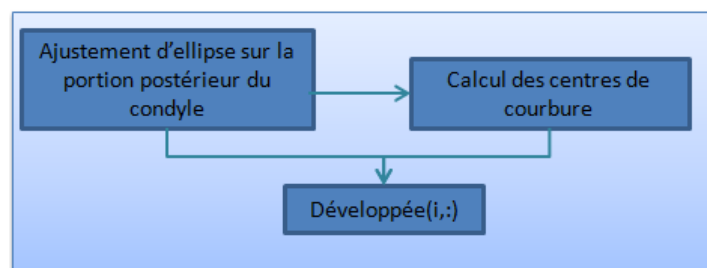 Ajustement d'ellipse sur la
portion postérieur du
condyle
Calcul des centres de
courbure
Développée(i,:)